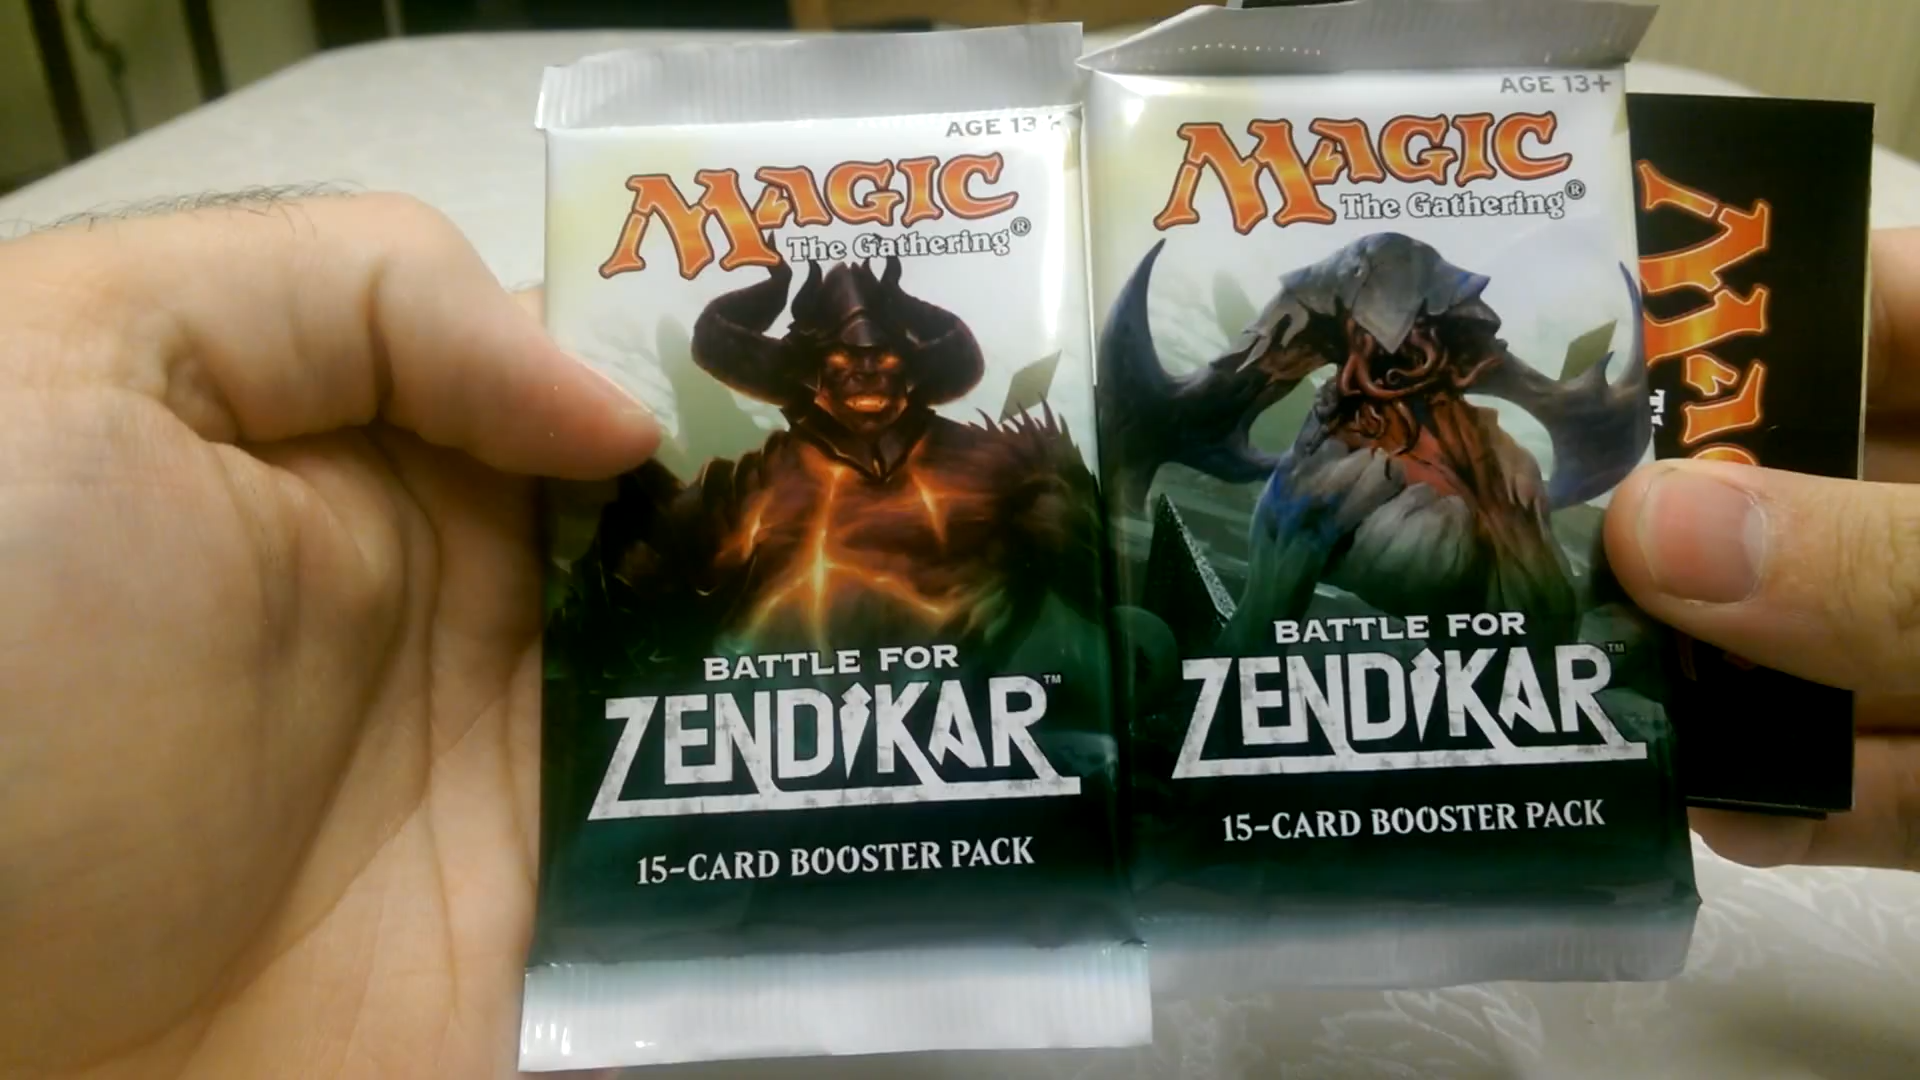 AGE 13+
MAGIC
The Gathering®
BATTLE FOR
ZENDIKAR™
15-CARD BOOSTER PACK
AGE 13+
MAGIC
The Gathering®
BATTLE FOR
ZENDIKAR™
15-CARD BOOSTER PACK